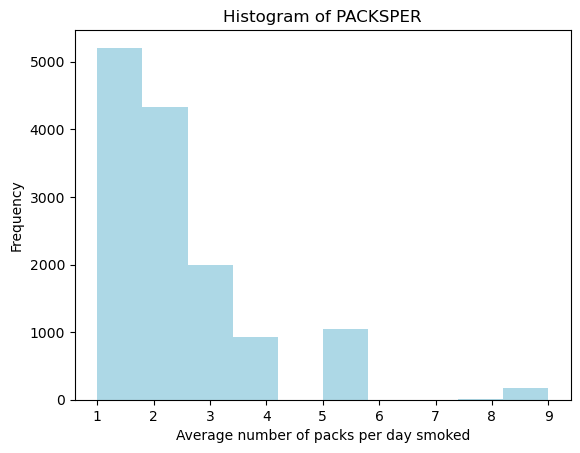 Histogram of PACKSPER
5000
4000
3000
2000
1000
0
Frequency
1 2 3 4 5 6 7 8 9
Average number of packs per day smoked